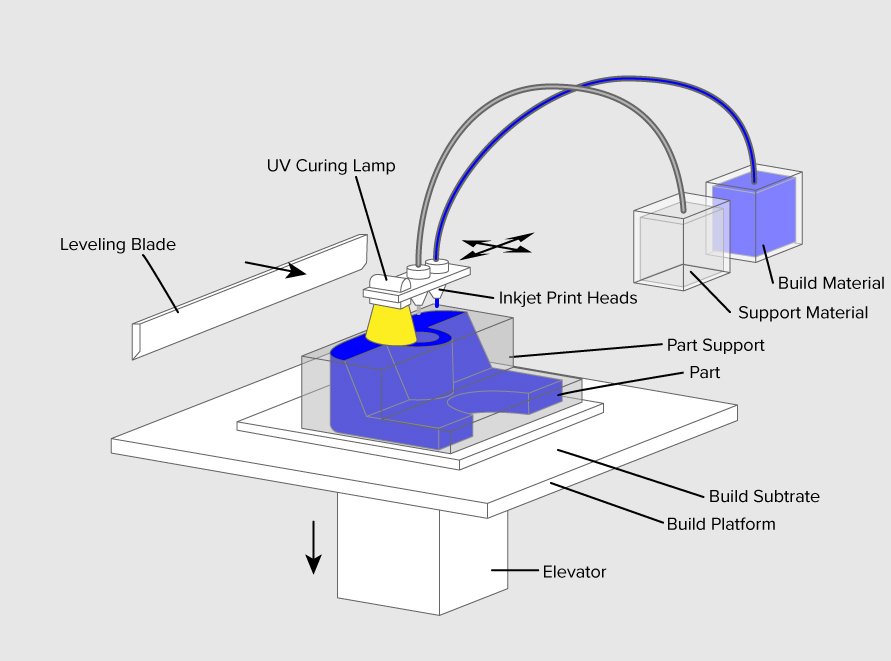 UV Curing Lamp
Leveling Blade
Build Material
Inkjet Print Heads
Support Material
Part Support
Part
Build Subtrate
Build Platform
Elevator